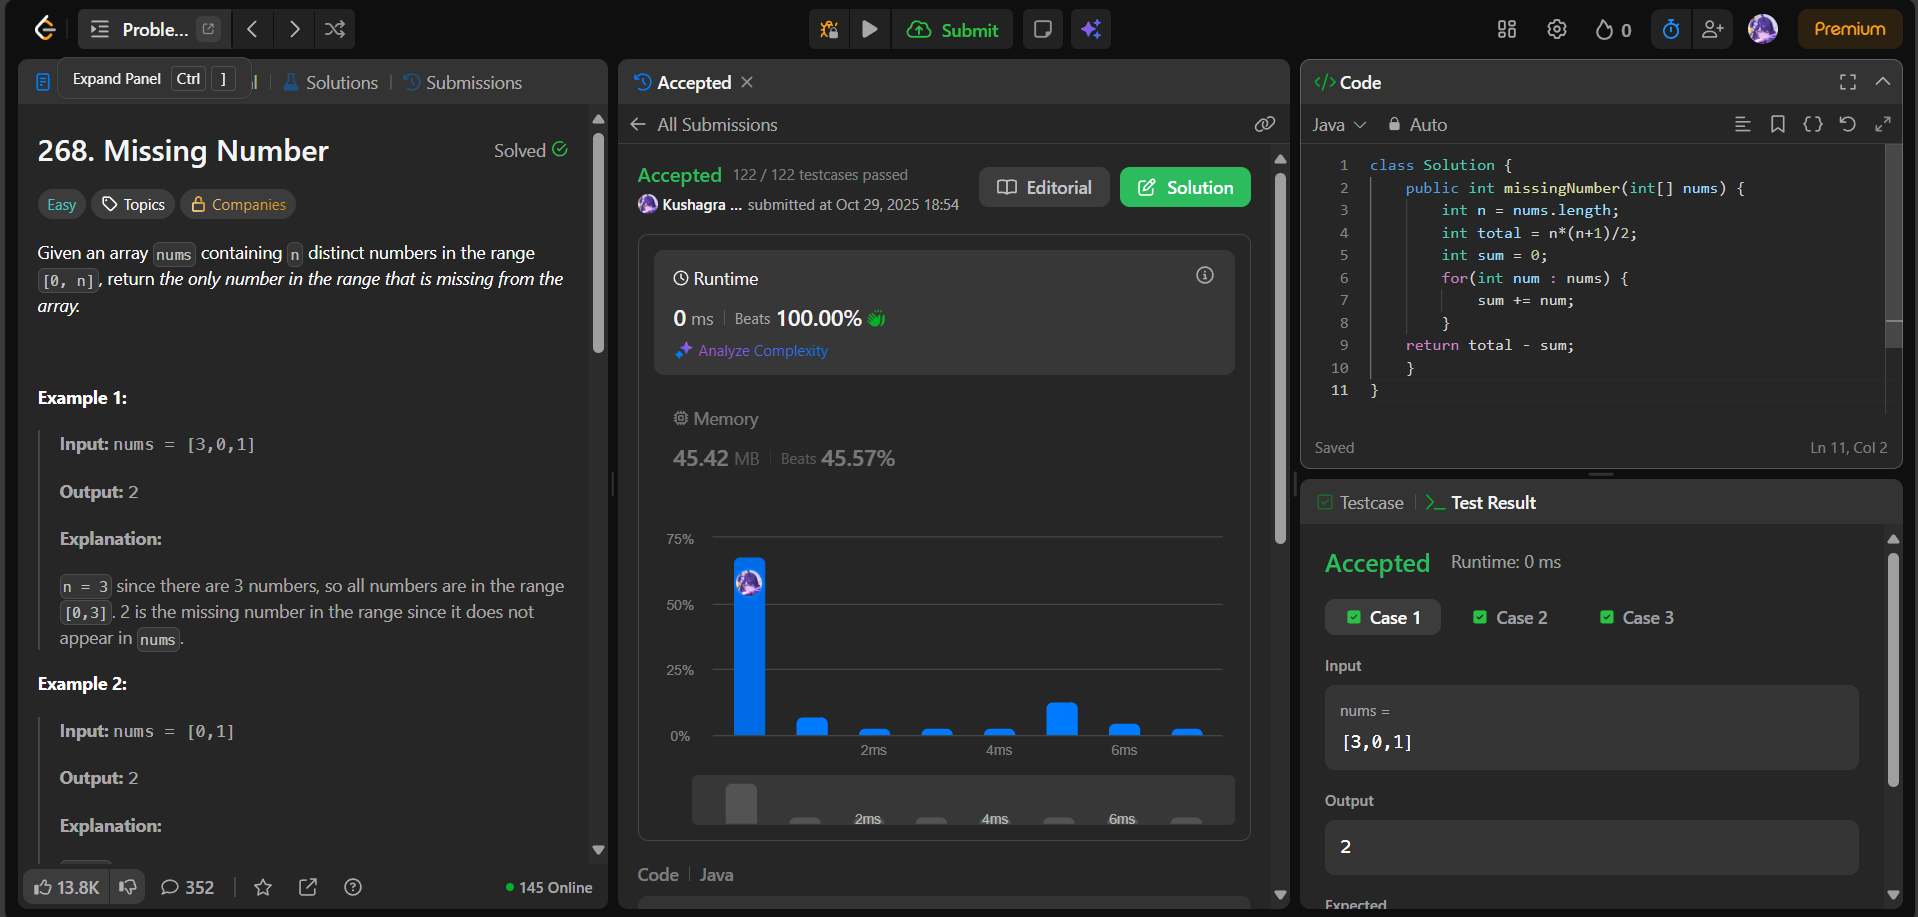 Proble...
Submit
0
Premium
Expand Panel Ctrl ]
l
Solutions
Submissions
268. Missing Number
Solved
Easy
Topics
Companies
Given an array nums containing n distinct numbers in the range
[0, n], return the only number in the range that is missing from the
array.
Example 1:
Input: nums = [3,0,1]
Output: 2
Explanation:
n = 3 since there are 3 numbers, so all numbers are in the range
[0,3]. 2 is the missing number in the range since it does not
appear in nums.
Example 2:
Input: nums = [0,1]
Output: 2
Explanation:
13.8K
352
145 Online
Accepted
All Submissions
Accepted 122 / 122 testcases passed
Kushagra ... submitted at Oct 29, 2025 18:54
Editorial
Solution
Runtime
0 ms Beats 100.00%
Analyze Complexity
Memory
45.42 MB Beats 45.57%
75%
50%
25%
0%
2ms 4ms 6ms
2ms 4ms 6ms
Code Java
Code
Java Auto
1 class Solution {
2 public int missingNumber(int[] nums) {
3 int n = nums.length;
4 int total = n*(n+1)/2;
5 int sum = 0;
6 for(int num : nums) {
7 sum += num;
8 }
9 return total - sum;
10 }
11 }
Saved
Ln 11, Col 2
Testcase
Test Result
Accepted Runtime: 0 ms
Case 1 Case 2 Case 3
Input
nums =
[3,0,1]
Output
2
Expected